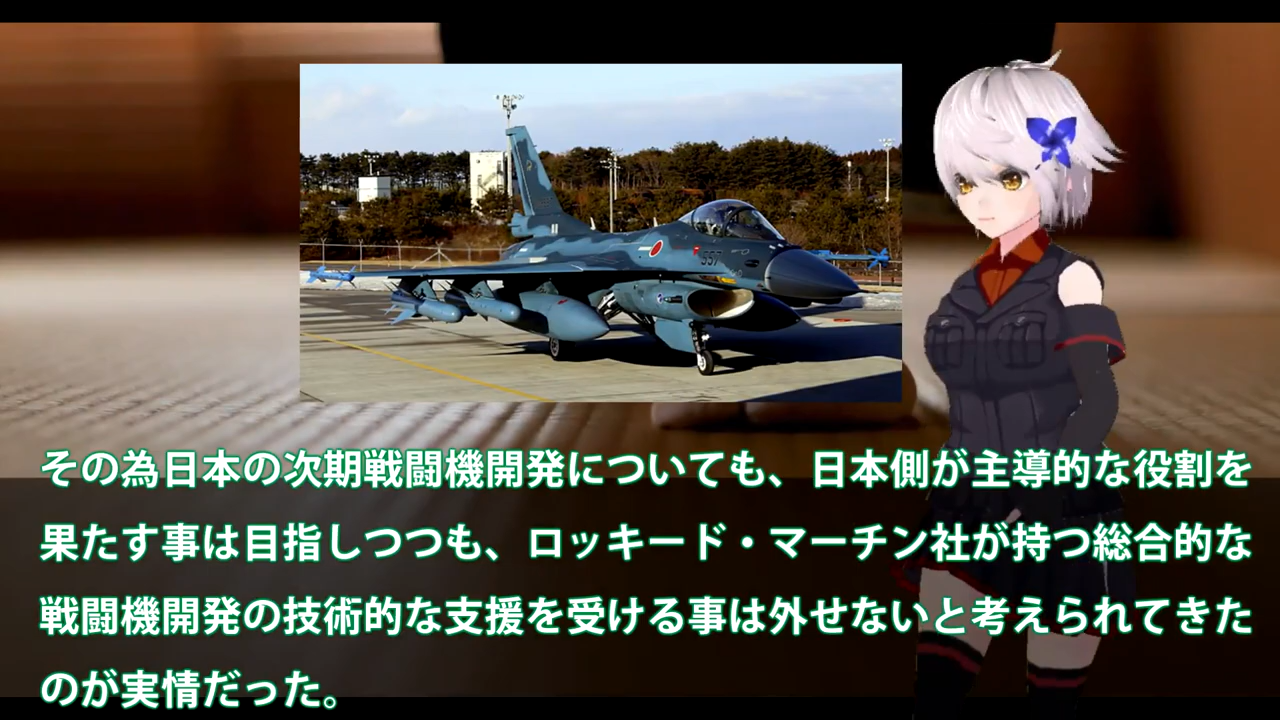 557
その為日本の次期戦闘機開発についても、日本側が主導的な役割を
果たす事は目指しつつも、ロッキード・マーチン社が持つ総合的な
戦闘機開発の技術的な支援を受ける事は外せないと考えられてきた
のが実情だった。